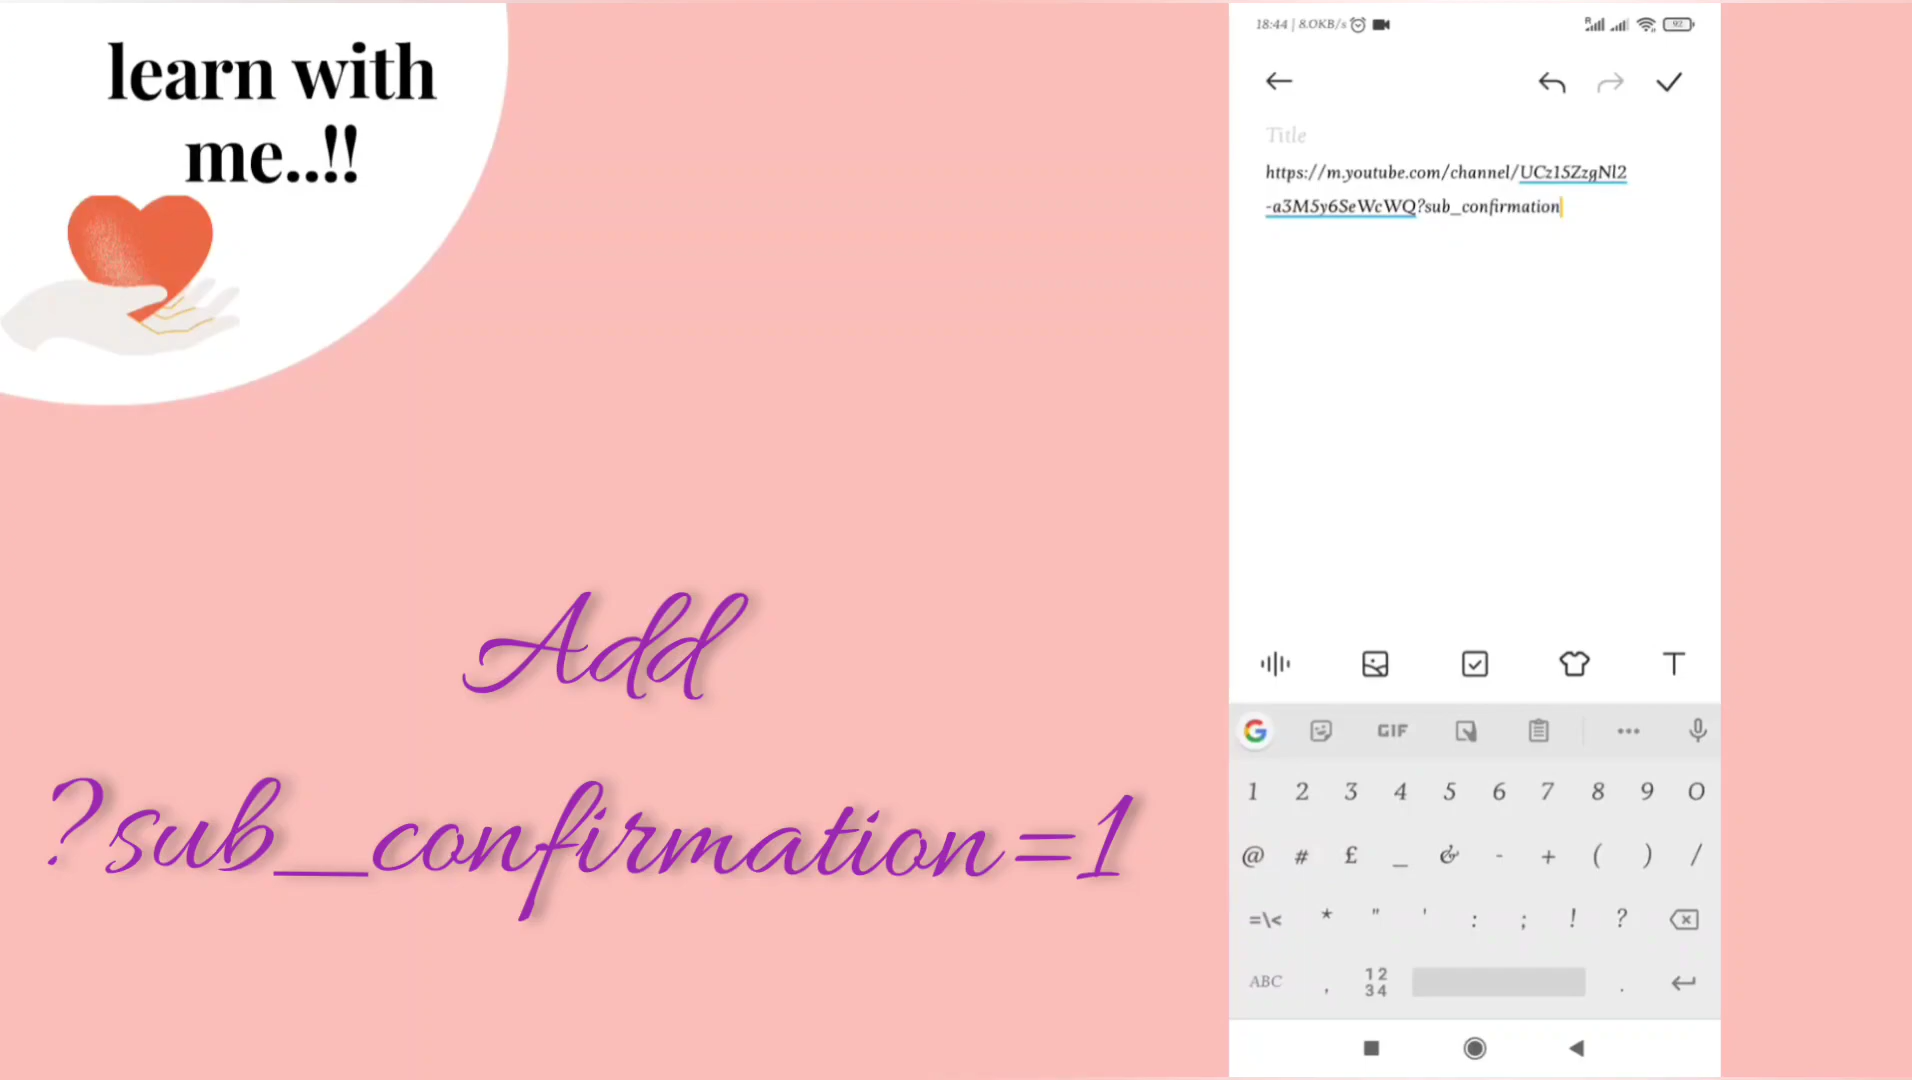 learn with
me..!!
Add
?sub_confirmation=1
18:44 | 8.0KB/s
92
Title
https://m.youtube.com/channel/UCz15ZzgNl2
-a3M5y6SeWcWQ?sub_confirmation
GIF
1 2 3 4 5 6 7 8 9 0
@ # £ _ & - + ( ) /
=\< * " ' : ; ! ?
ABC , 12 34 .